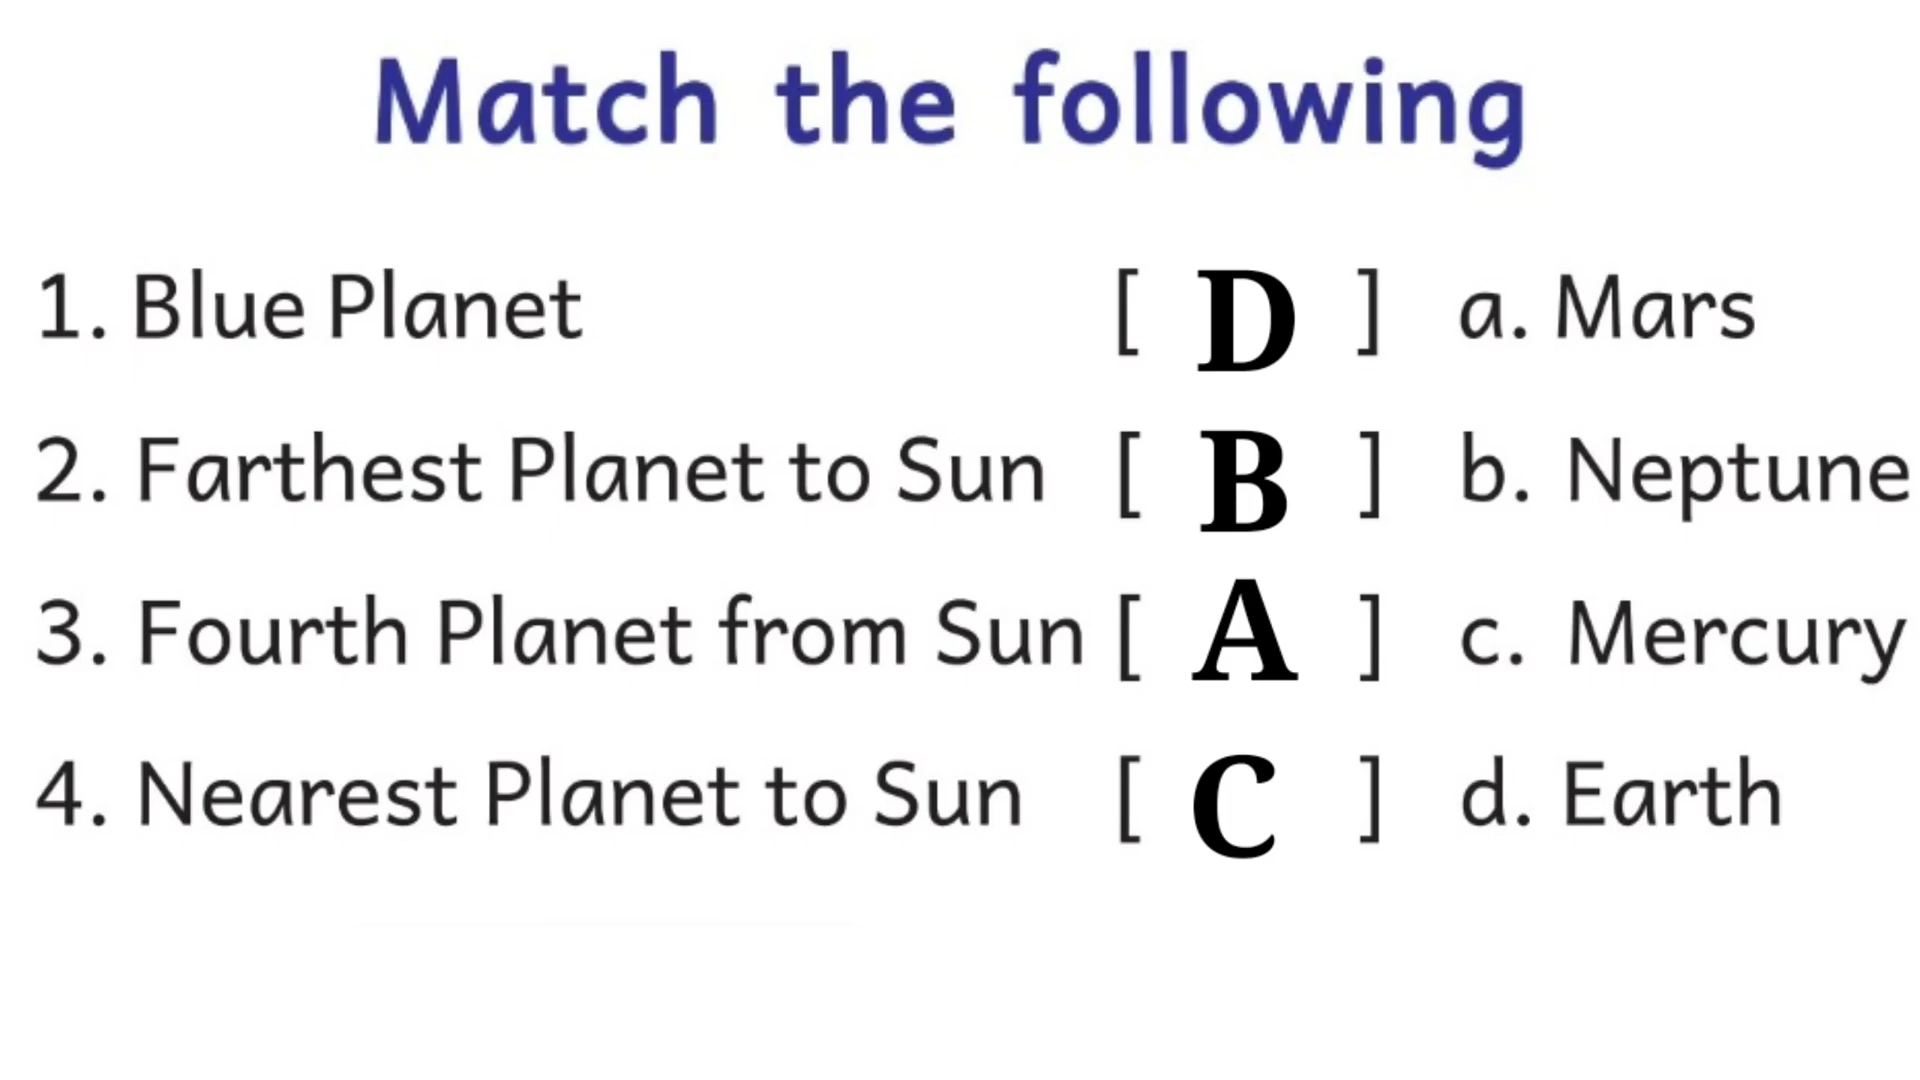 Match the following
1. Blue Planet [ D ] a. Mars
2. Farthest Planet to Sun [ B ] b. Neptune
3. Fourth Planet from Sun [ A ] c. Mercury
4. Nearest Planet to Sun [ C ] d. Earth